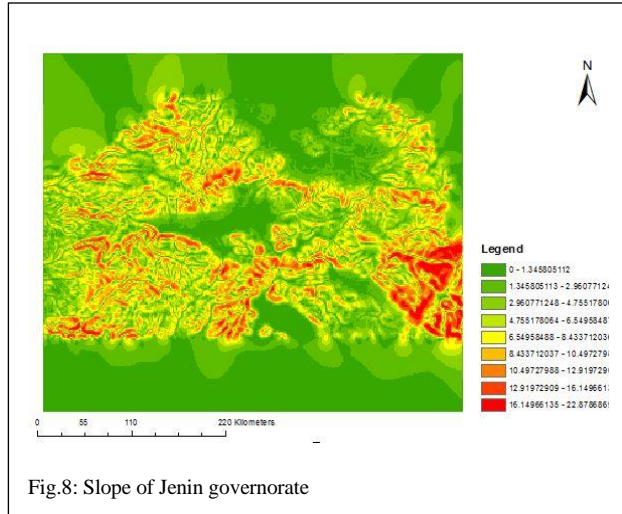 N
Legend
0 - 1.345805112
1.345805113 - 2.96077124
2.960771248 - 4.75517806
4.755178064 - 6.54958487
6.54958488 - 8.433712036
8.433712037 - 10.4972798
10.49727988 - 12.9197290
12.91972909 - 16.1496613
16.14966135 - 22.8786869
0 55 110 220 Kilometers
Fig.8: Slope of Jenin governorate